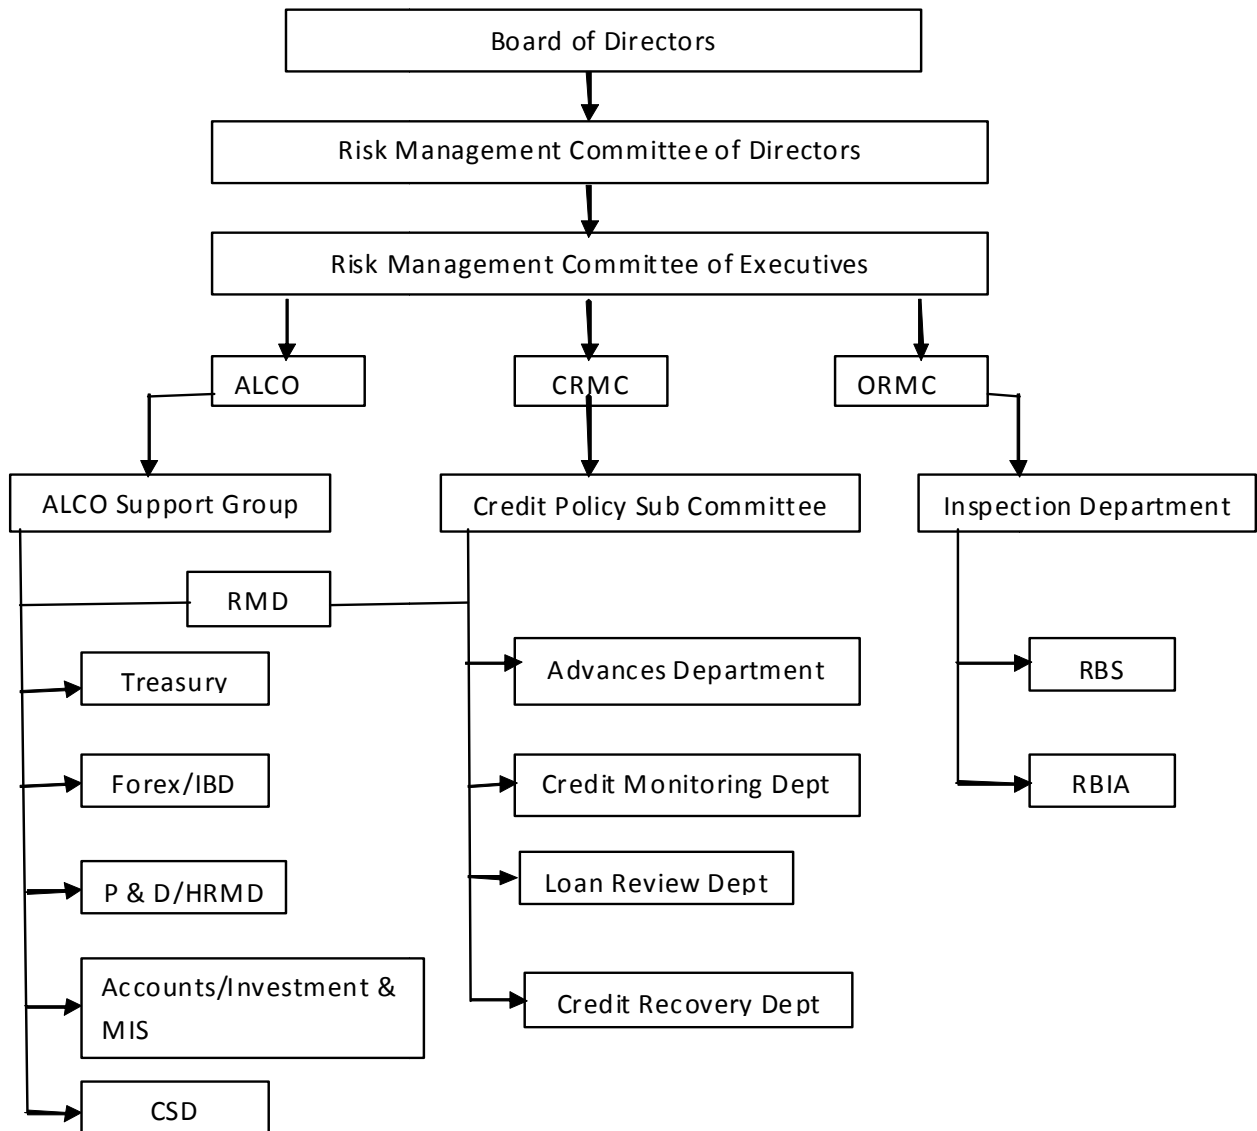 Board of Directors
Risk Management Committee of Directors
Risk Management Committee of Executives
ALCO
CRMC
ORMC
ALCO Support Group
Credit Policy Sub Committee
Inspection Department
RMD
Treasury
Advances Department
RBS
Forex/IBD
Credit Monitoring Dept
RBIA
P & D/HRMD
Loan Review Dept
Accounts/Investment &
MIS
Credit Recovery Dept
CSD